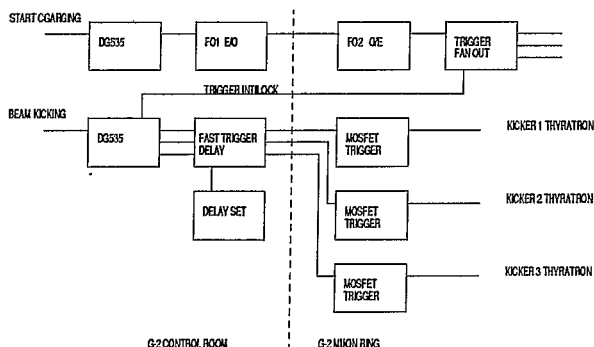 START CGARGING
DG535
FO1 E/O
FO2 O/E
TRIGGER
FAN OUT
TRIGGER INTILOCK
BEAM KICKING
DG535
FAST TRIGGER
DELAY
MOSFET
TRIGGER
KICKER 1 THYRATRON
DELAY SET
MOSFET
TRIGGER
KICKER 2 THYRATRON
MOSFET
TRIGGER
KICKER 3 THYRATRON
G-2 CONTROL ROOM
G-2 MUON RING